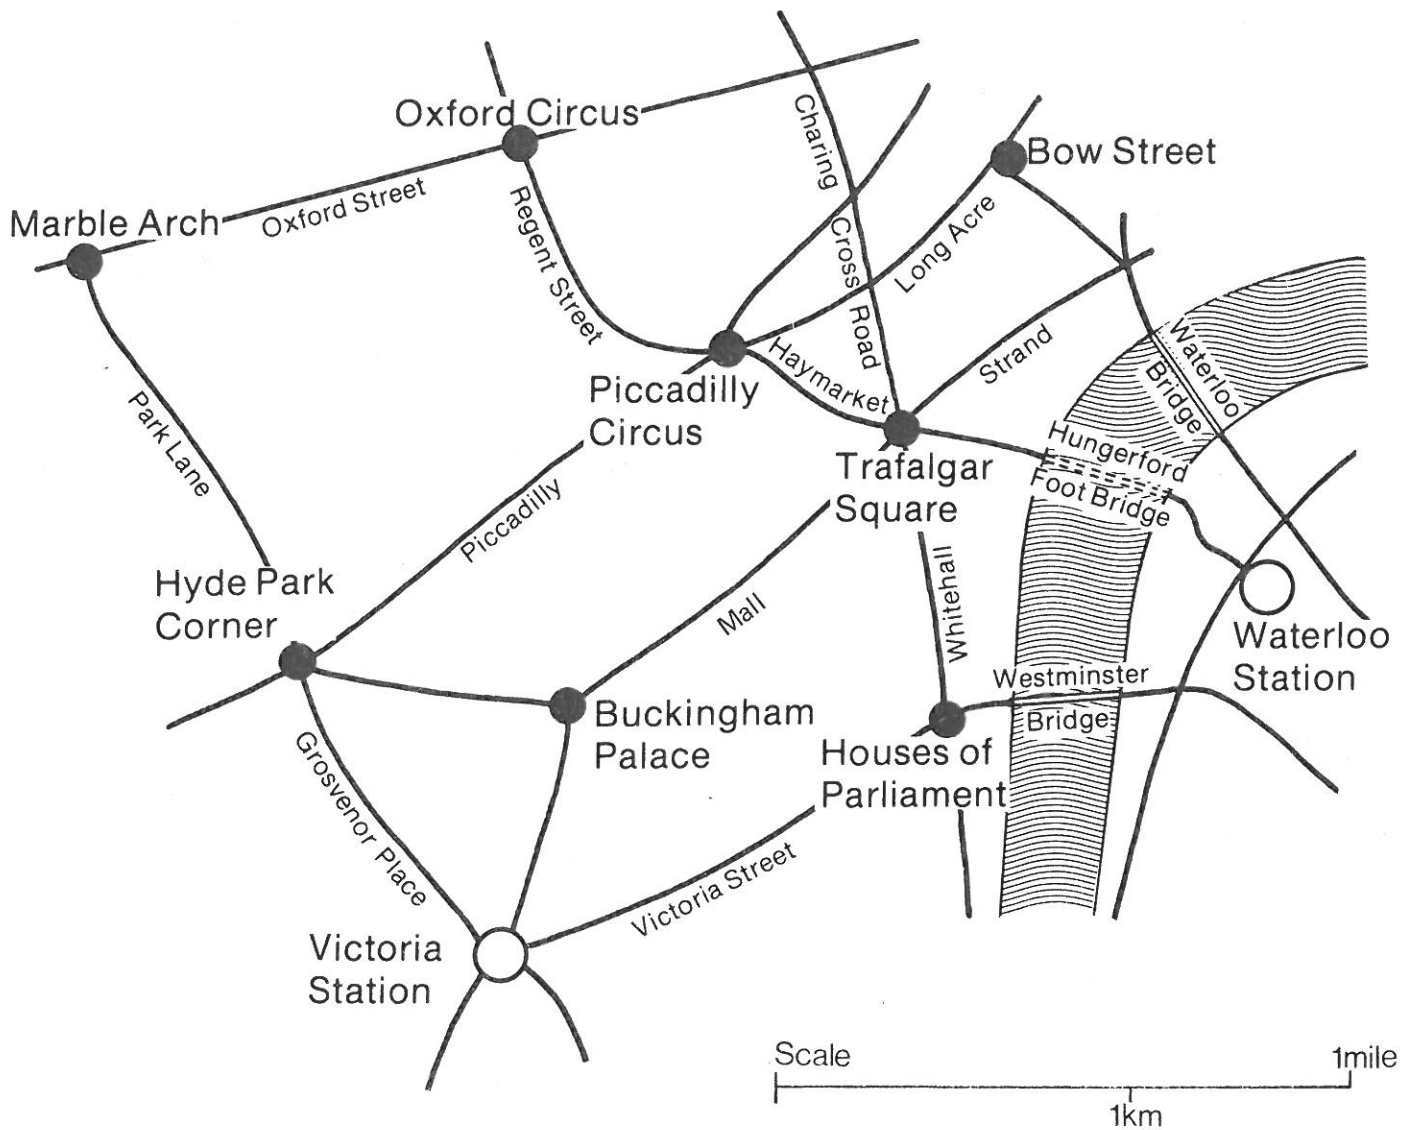 Oxford Circus
Charing
Cross
Road
Bow Street
Marble Arch
Oxford Street
Regent Street
Long Acre
Strand
Waterloo
Bridge
Haymarket
Piccadilly
Circus
Park Lane
Trafalgar
Square
Hungerford
Foot Bridge
Piccadilly
Hyde Park
Corner
Mall
Whitehall
Waterloo
Station
Westminster
Bridge
Buckingham
Palace
Houses of
Parliament
Grosvenor Place
Victoria Street
Victoria
Station
Scale
1mile
1km